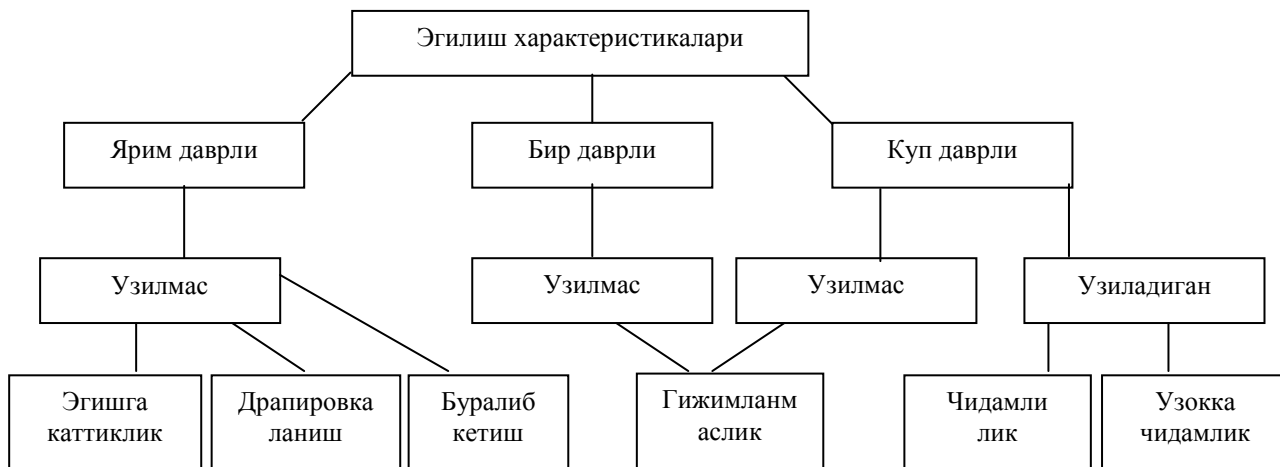 Эгилиш характеристикалари
Ярим даврли
Бир даврли
Куп даврли
Узилмас
Узилмас
Узилмас
Узиладиган
Эгишга
каттиклик
Драпировка
ланиш
Буралиб
кетиш
Гижимланм
аслик
Чидамли
лик
Узокка
чидамлик